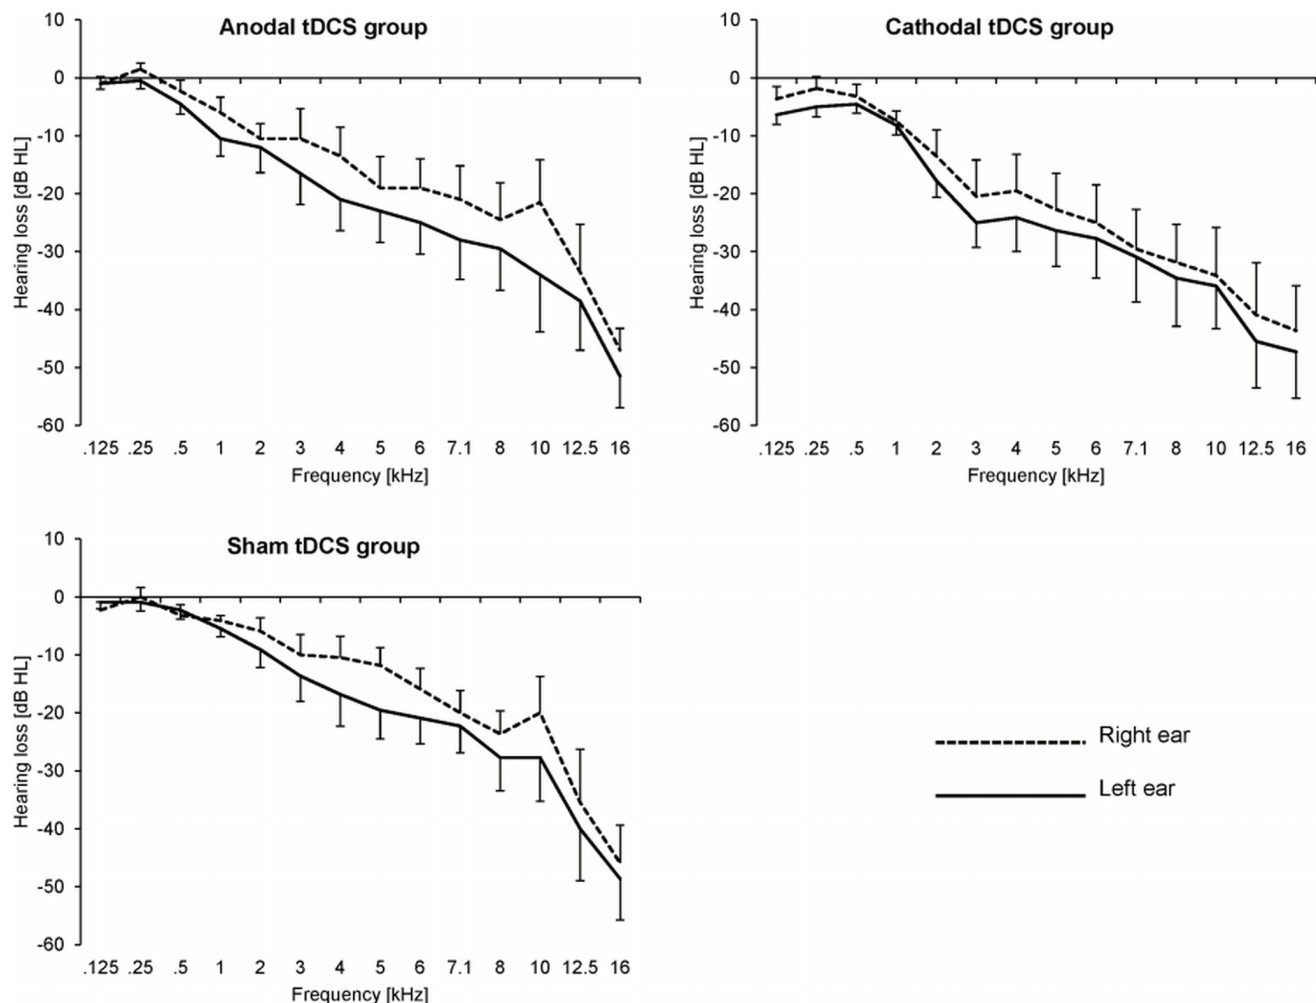 Anodal tDCS group
Hearing loss [dB HL]
10
0
-10
-20
-30
-40
-50
-60
.125 .25 .5 1 2 3 4 5 6 7.1 8 10 12.5 16
Frequency [kHz]
Cathodal tDCS group
Hearing loss [dB HL]
10
0
-10
-20
-30
-40
-50
-60
.125 .25 .5 1 2 3 4 5 6 7.1 8 10 12.5 16
Frequency [kHz]
Sham tDCS group
Hearing loss [dB HL]
10
0
-10
-20
-30
-40
-50
-60
.125 .25 .5 1 2 3 4 5 6 7.1 8 10 12.5 16
Frequency [kHz]
Right ear
Left ear